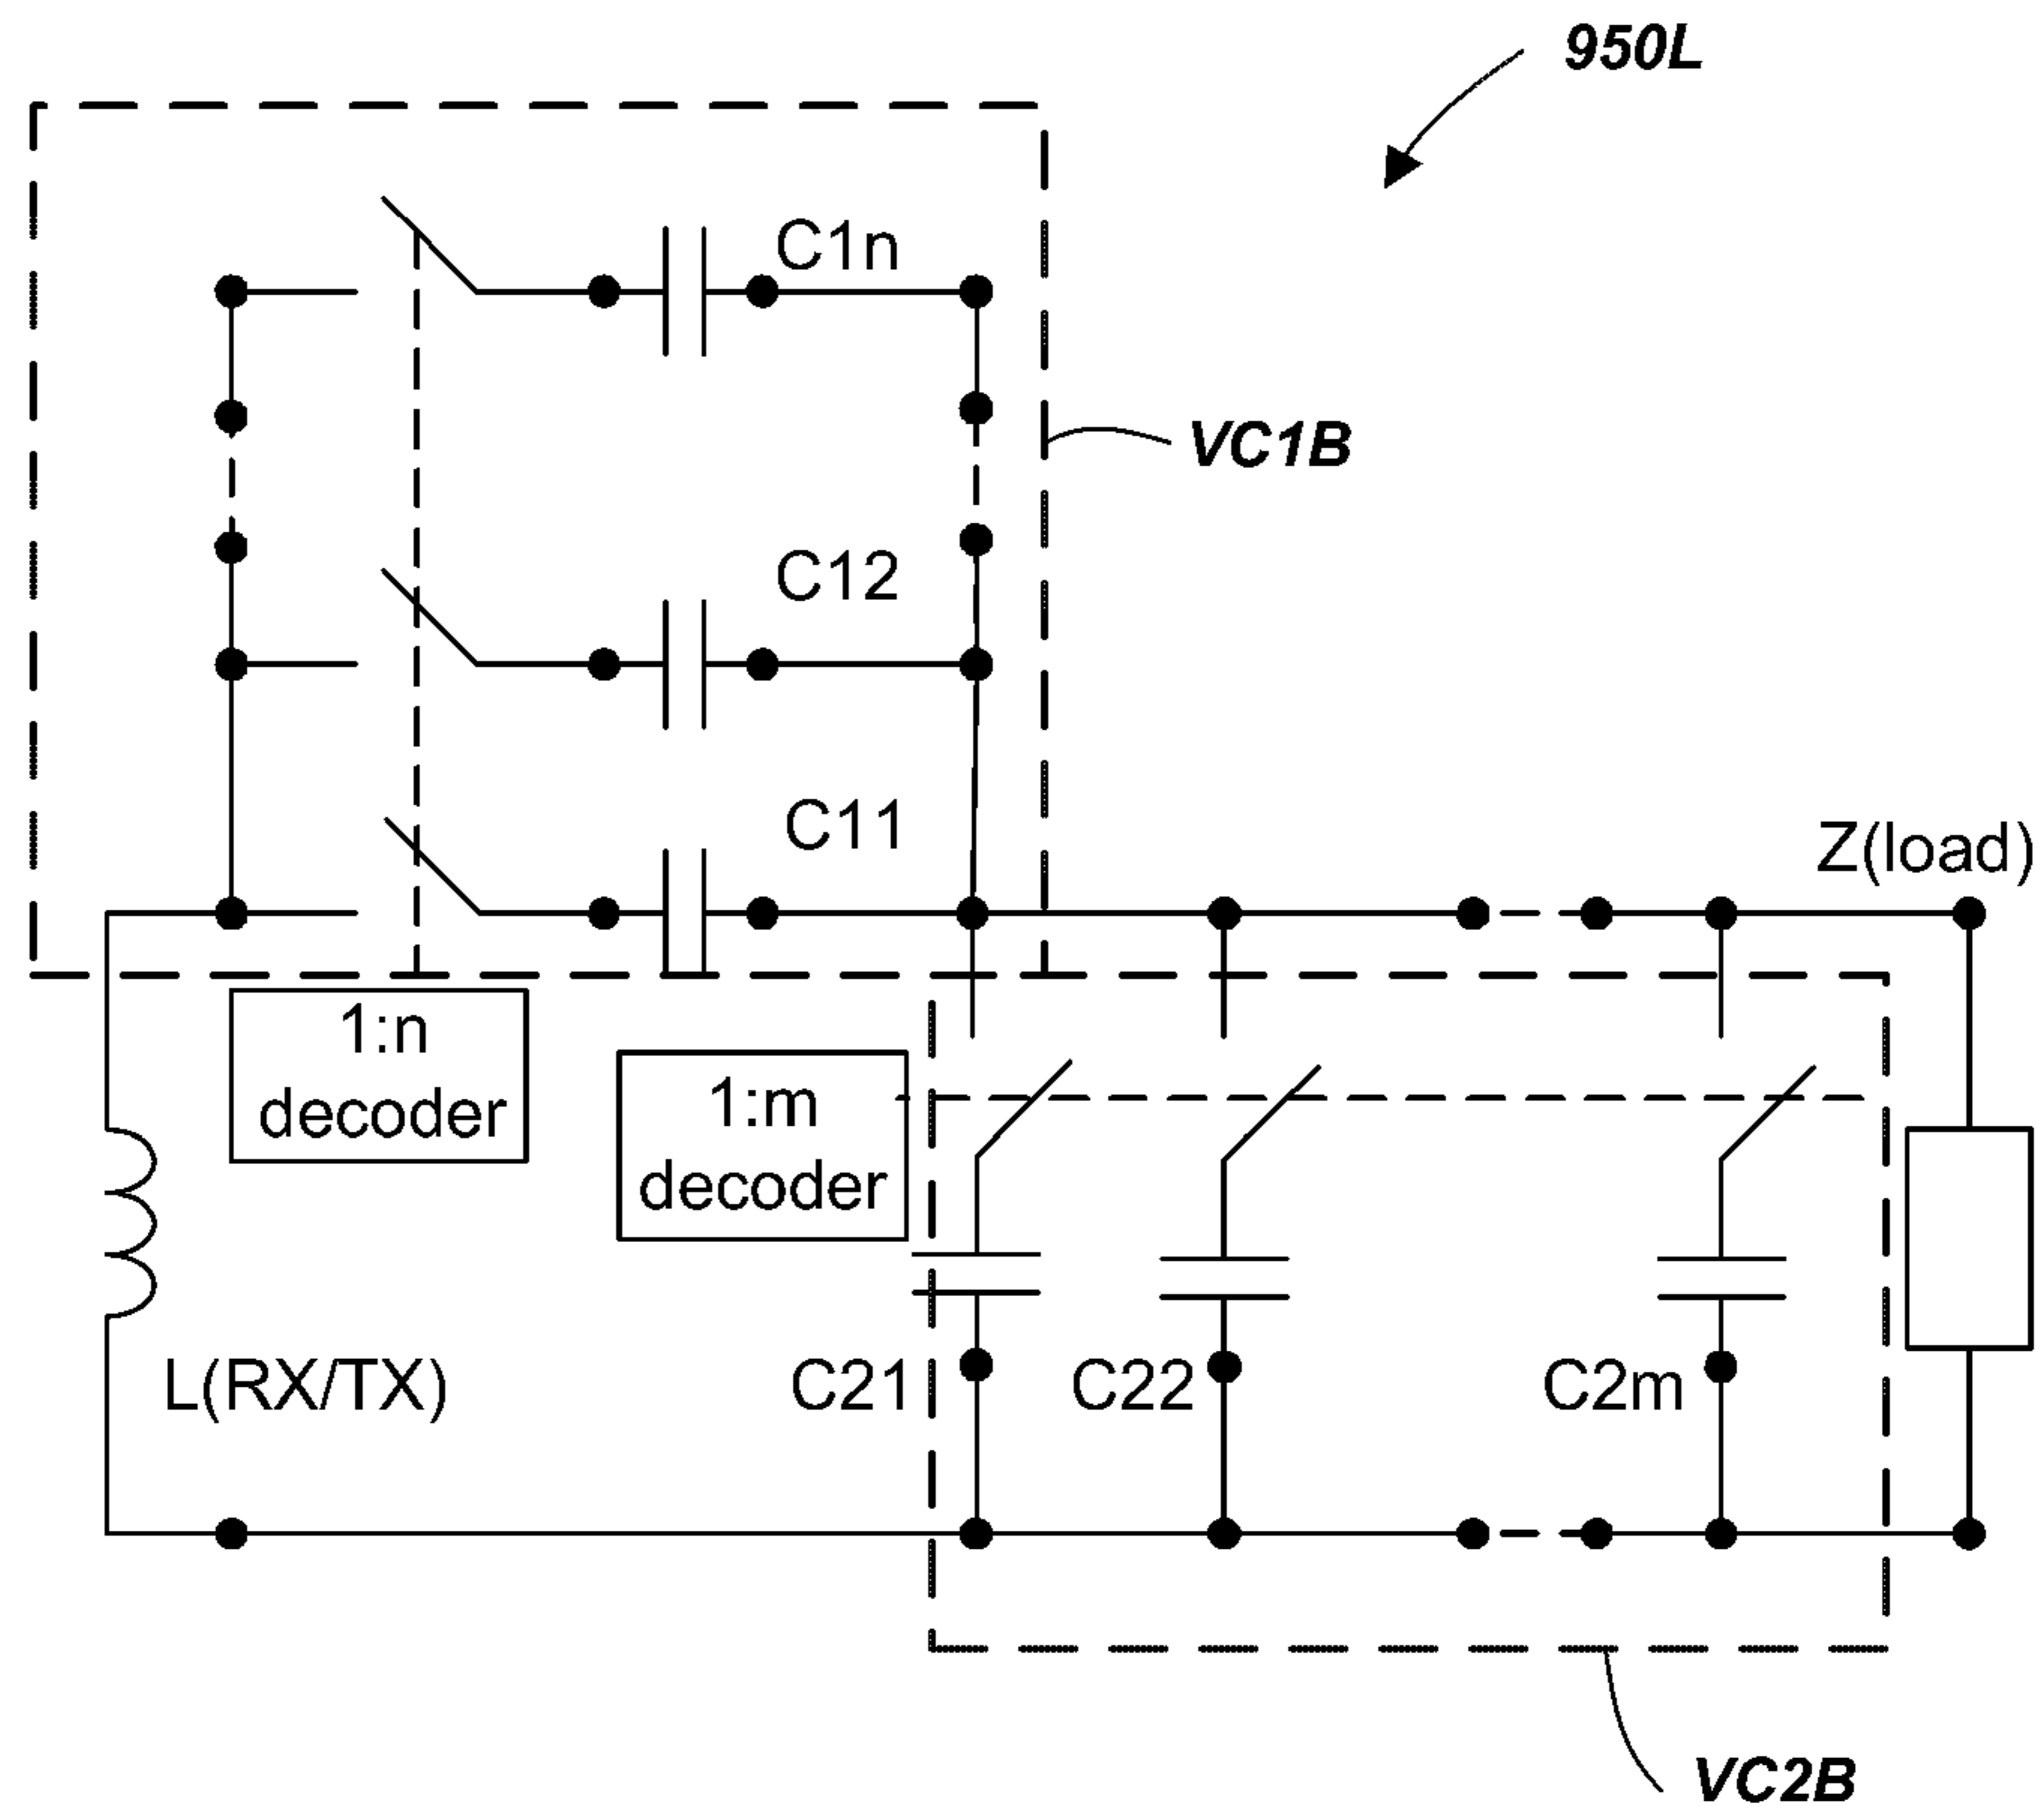 950L
C1n
VC1B
C12
C11
Z(load)
1:n
decoder
1:m
decoder
L(RX/TX)
C21
C22
C2m
VC2B